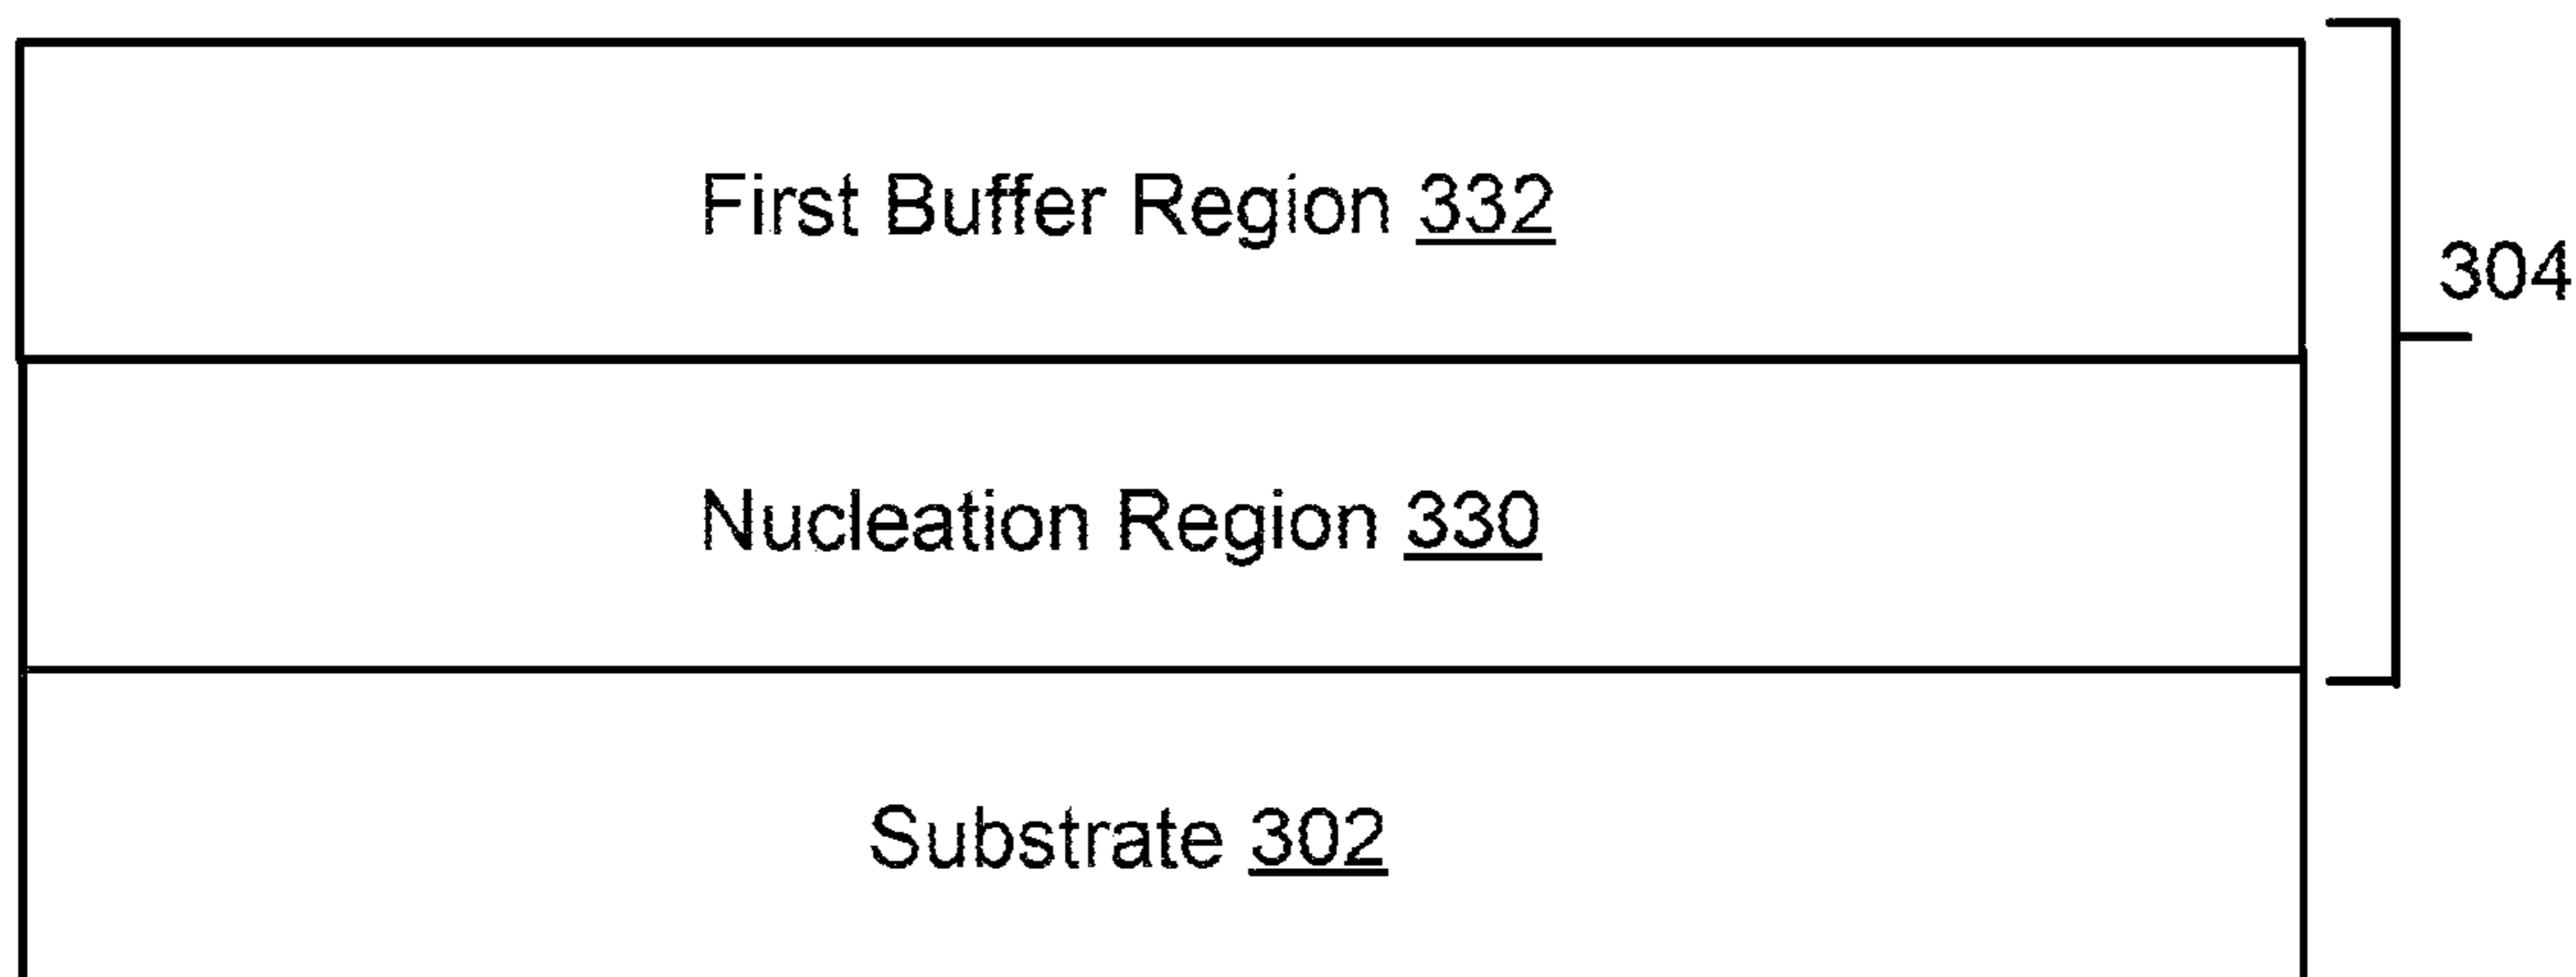 First Buffer Region 332
304
Nucleation Region 330
Substrate 302